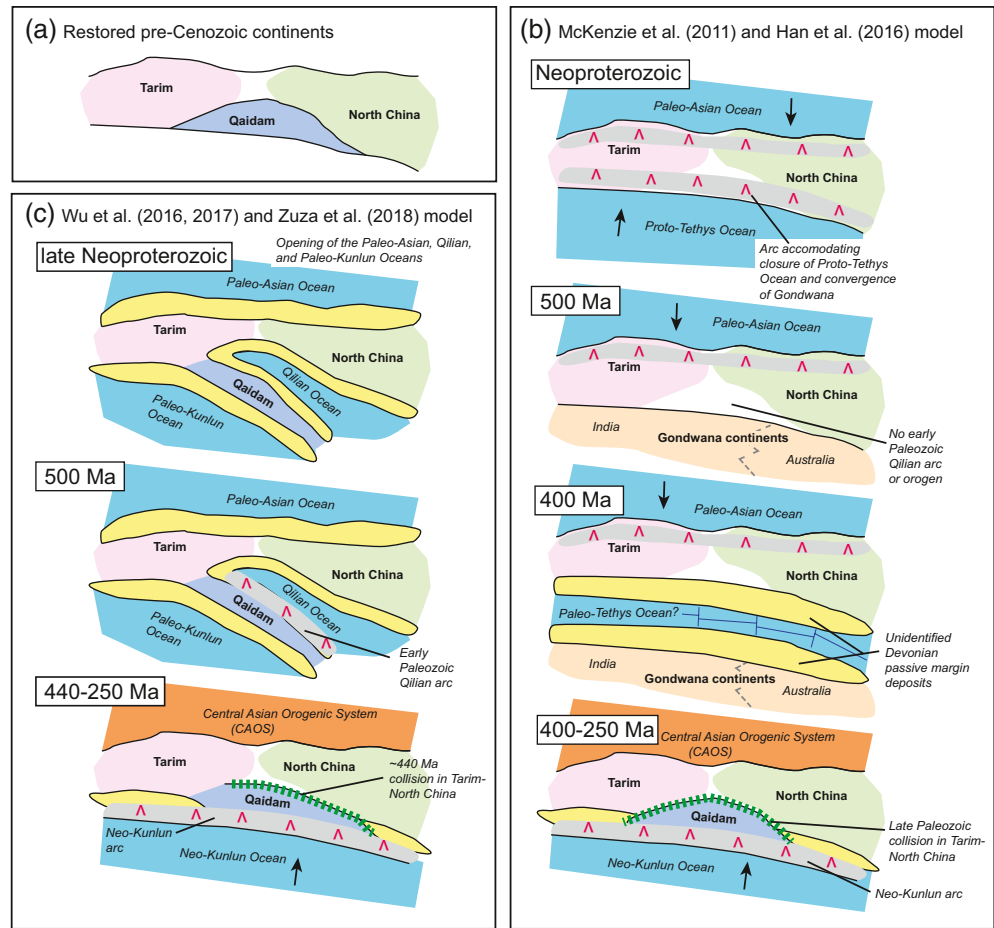 (a) Restored pre-Cenozoic continents
Tarim
Qaidam
North China
(b) McKenzie et al. (2011) and Han et al. (2016) model
Neoproterozoic
Paleo-Asian Ocean
Tarim
North China
Proto-Tethys Ocean
Arc accomodating
closure of Proto-Tethys
Ocean and convergence
of Gondwana
500 Ma
Paleo-Asian Ocean
Tarim
North China
India
Gondwana continents
Australia
No early
Paleozoic
Qilian arc
or orogen
400 Ma
Paleo-Asian Ocean
Tarim
North China
Paleo-Tethys Ocean?
India
Gondwana continents
Australia
Unidentified
Devonian
passive margin
deposits
400-250 Ma
Central Asian Orogenic System
(CAOS)
Tarim
North China
Qaidam
Late Paleozoic
collision in Tarim-
North China
Neo-Kunlun Ocean
Neo-Kunlun arc
(c) Wu et al. (2016, 2017) and Zuza et al. (2018) model
late Neoproterozoic
Opening of the Paleo-Asian, Qilian,
and Paleo-Kunlun Oceans
Paleo-Asian Ocean
Tarim
North China
Qaidam
Qilian Ocean
Paleo-Kunlun
Ocean
500 Ma
Paleo-Asian Ocean
Tarim
North China
Qaidam
Qilian Ocean
Paleo-Kunlun
Ocean
Early
Paleozoic
Qilian arc
440-250 Ma
Central Asian Orogenic System
(CAOS)
Tarim
North China
~440 Ma
collision in Tarim-
North China
Qaidam
Neo-Kunlun
arc
Neo-Kunlun Ocean